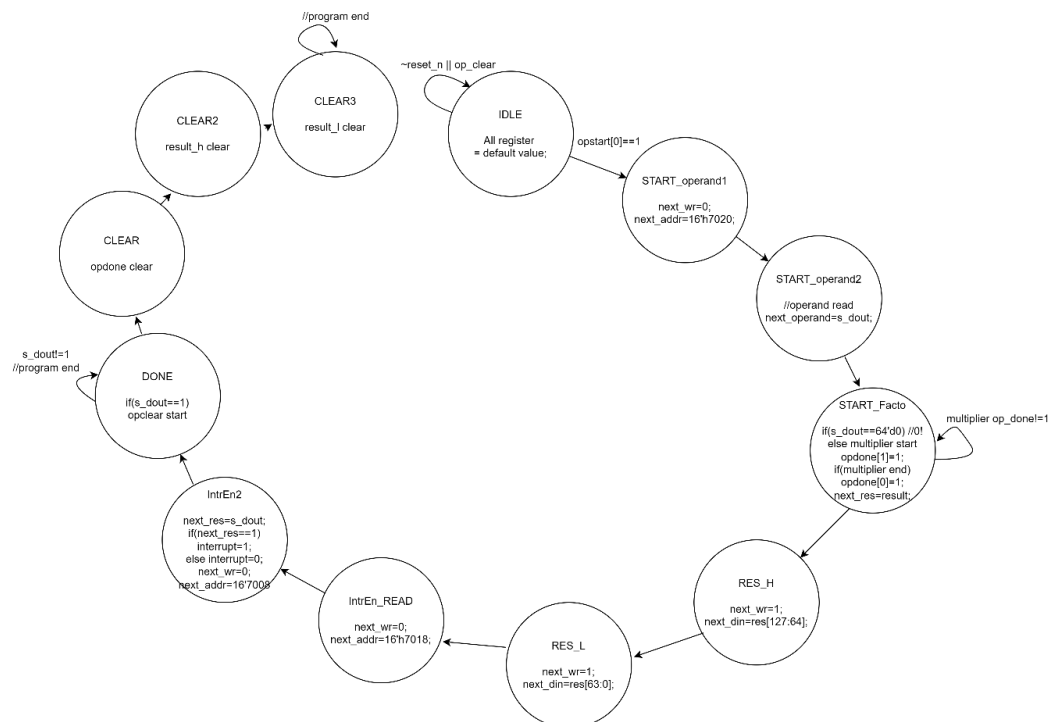 //program end
CLEAR3
result_l clear
~reset_n || op_clear
IDLE
All register
= default value;
opstart[0]==1
CLEAR2
result_h clear
START_operand1
next_wr=0;
next_addr=16'h7020;
CLEAR
opdone clear
START_operand2
//operand read
next_operand=s_dout;
s_dout!=1
//program end
DONE
if(s_dout==1)
opclear start
START_Facto
if(s_dout==64'd0) //0!
else multiplier start
opdone[1]=1;
if(multiplier end)
opdone[0]=1;
next_res=result;
multiplier op_done!=1
IntrEn2
next_res=s_dout;
if(next_res==1)
interrupt=1;
else interrupt=0;
next_wr=0;
next_addr=16'7008
IntrEn_READ
next_wr=0;
next_addr=16'h7018;
RES_H
next_wr=1;
next_din=res[127:64];
RES_L
next_wr=1;
next_din=res[63:0];